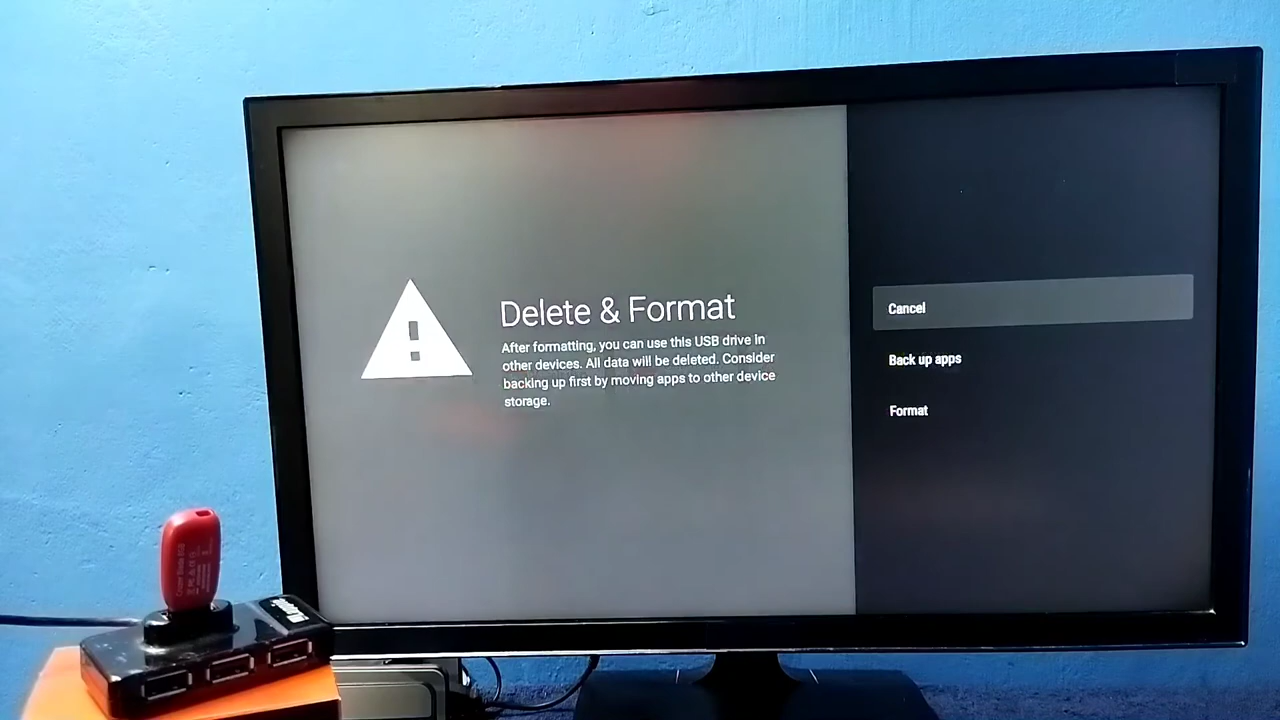 Delete & Format
After formatting, you can use this USB drive in
other devices. All data will be deleted. Consider
backing up first by moving apps to other device
storage.
Cancel
Back up apps
Format